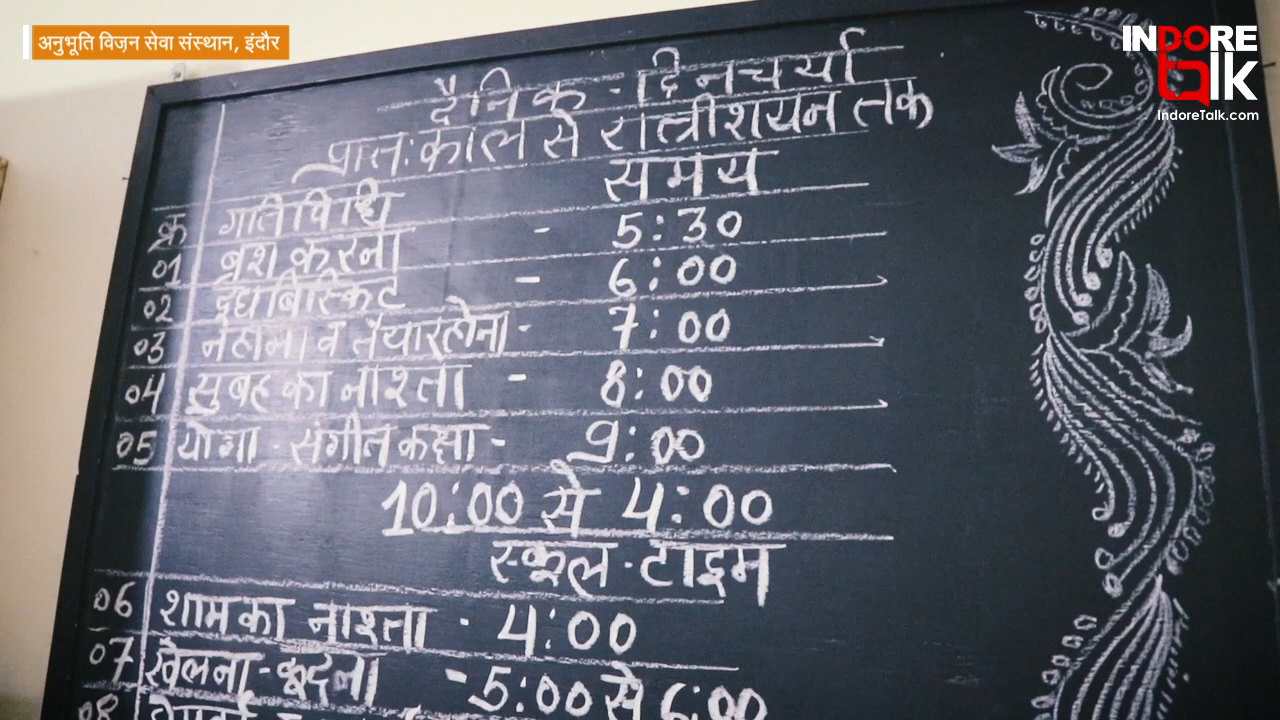 अनुभूति विज़न सेवा संस्थान, इंदौर
INDORE
talk
IndoreTalk.com
दैनिक - दिनचर्या
प्रातः काल से रात्रीशयन तक
क्र गतिविधि समय
01 ब्रश करना - 5:30
02 दूध बिस्किट - 6:00
03 नहाना व तैयार होना - 7:00
04 सुबह का नाश्ता - 8:00
05 योगा - संगीत कक्षा - 9:00
10:00 से 4:00
स्कूल - टाइम
06 शाम का नाश्ता - 4:00
07 खेलना - कूदना - 5:00 से 6:00
08